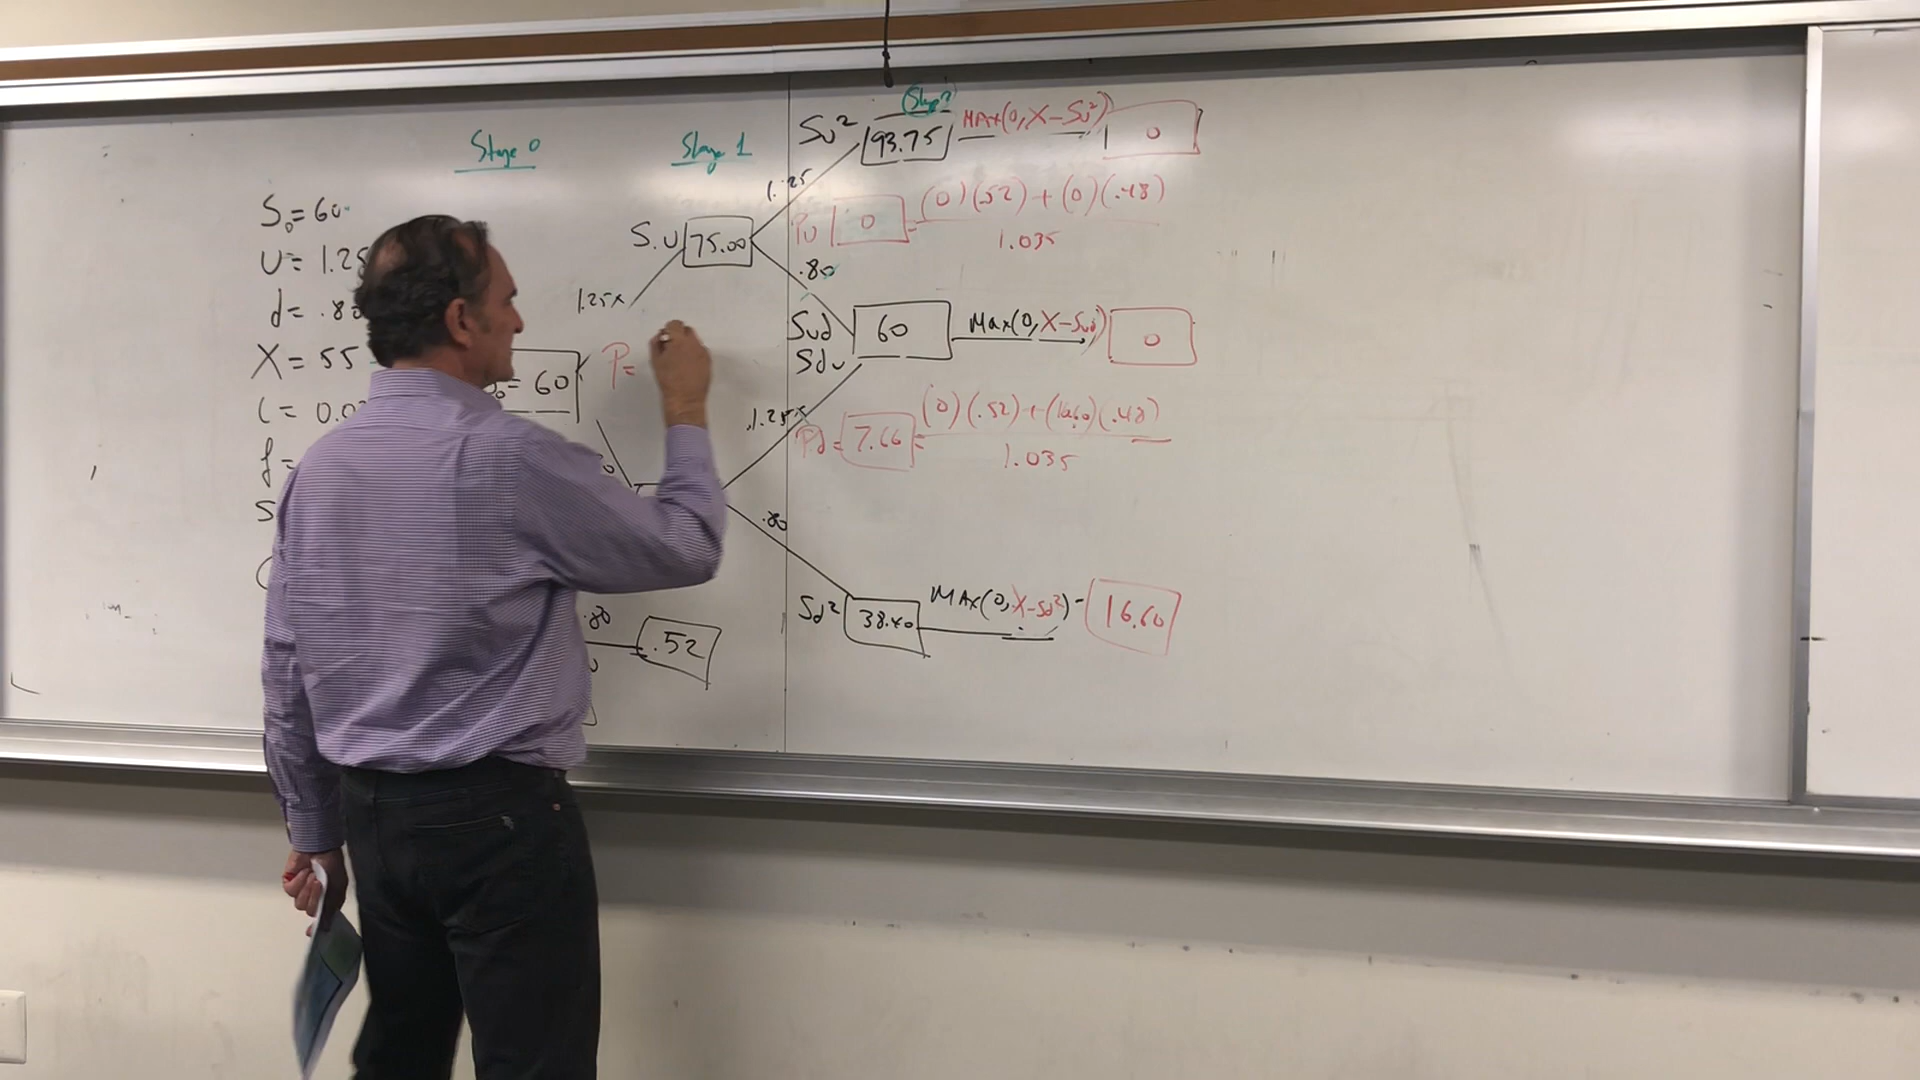 Stage 0
Stage 1
Stage 2
S₀ = 60
U = 1.25
d = .80
X = 55
= 0.03
f =
S
= 60
P =
1.25x
S.U 75.00
1.25
.80
Su² 93.75 MAX(0, X-Su²) 0
Pu 0 = (0)(.52) + (0)(.48)
1.035
Sud
Sdu
60 Max(0, X-Sud) 0
1.25x
Pd = 7.66 = (0)(.52) + (16.60)(.48)
1.035
.80
Sd² 38.40 MAX(0, X-Sd²) = 16.60
.80
.52